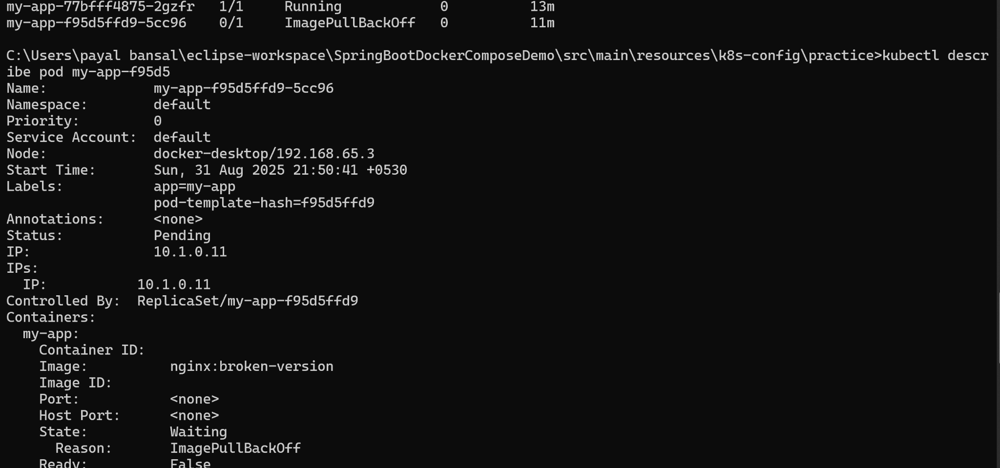 my-app-77bfff4875-2gzfr   1/1     Running            0          13m
my-app-f95d5ffd9-5cc96    0/1     ImagePullBackOff   0          11m

C:\Users\payal bansal\eclipse-workspace\SpringBootDockerComposeDemo\src\main\resources\k8s-config\practice>kubectl descr
ibe pod my-app-f95d5
Name:             my-app-f95d5ffd9-5cc96
Namespace:        default
Priority:         0
Service Account:  default
Node:             docker-desktop/192.168.65.3
Start Time:       Sun, 31 Aug 2025 21:50:41 +0530
Labels:           app=my-app
                  pod-template-hash=f95d5ffd9
Annotations:      <none>
Status:           Pending
IP:               10.1.0.11
IPs:
  IP:           10.1.0.11
Controlled By:  ReplicaSet/my-app-f95d5ffd9
Containers:
  my-app:
    Container ID:
    Image:          nginx:broken-version
    Image ID:
    Port:           <none>
    Host Port:      <none>
    State:          Waiting
      Reason:       ImagePullBackOff
    Ready:          False